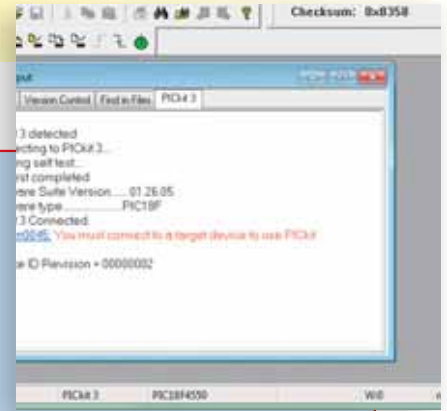 Checksum: 0x8358
put
Version Control Find in Files PICkit 3
3 detected
ecting to PICkit 3...
ng self test...
st completed
are Suite Version...... 01.26.05
ware type...................PIC18F
3 Connected.
0045: You must connect to a target device to use PICkit
e ID Revision = 00000002
PICkit 3 PIC18F4550 W:0